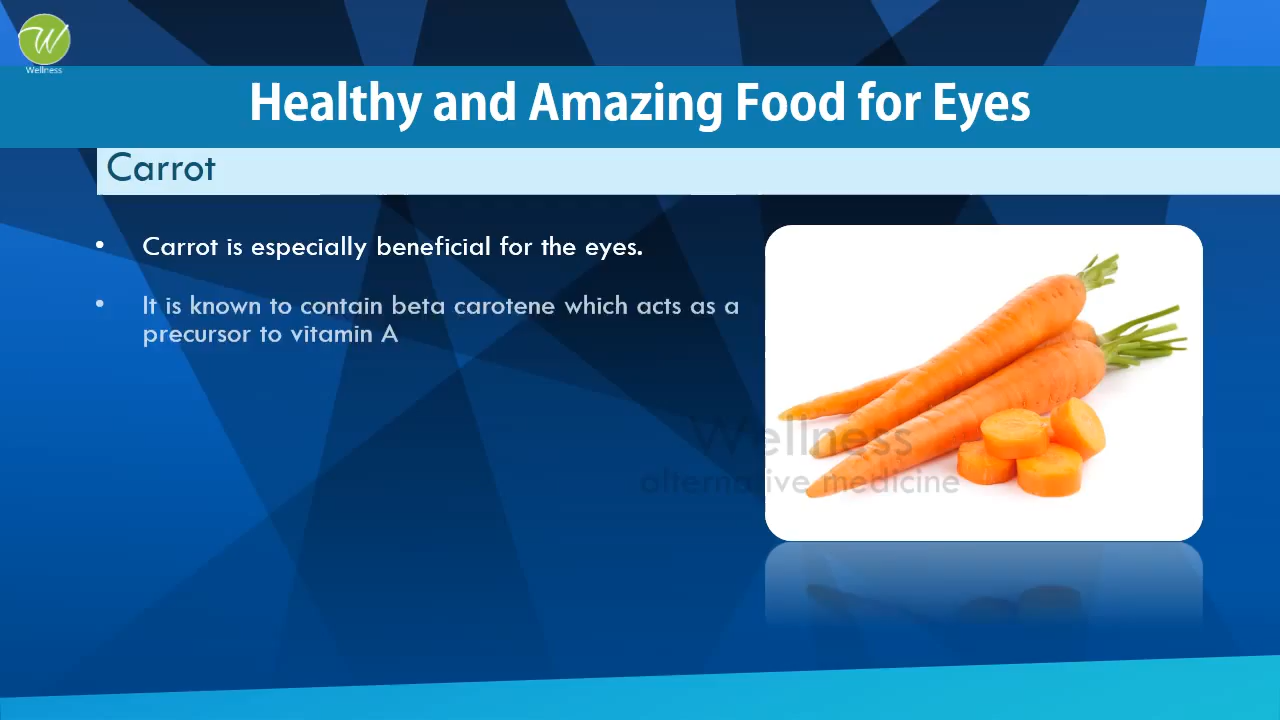 W
Wellness
Healthy and Amazing Food for Eyes
Carrot
• Carrot is especially beneficial for the eyes.
• It is known to contain beta carotene which acts as a
precursor to vitamin A
Wellness
alternative medicine